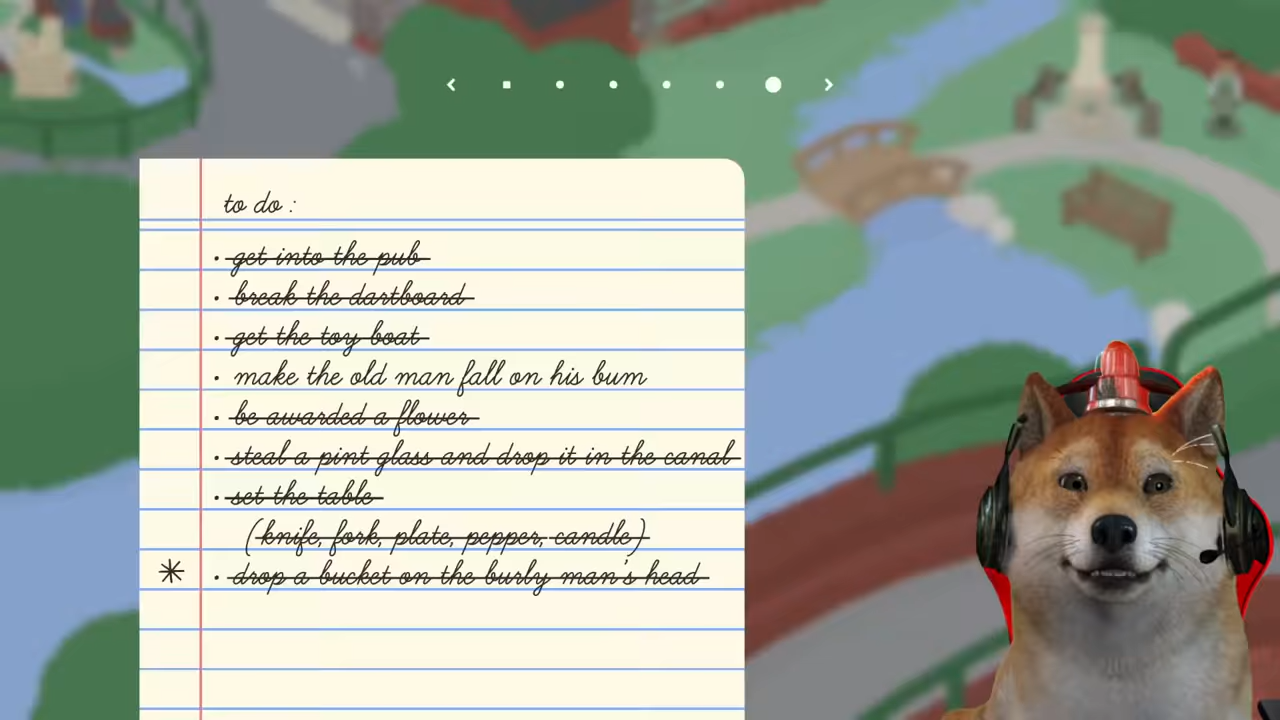 to do :
• get into the pub
• break the dartboard
• get the toy boat
• make the old man fall on his bum
• be awarded a flower
• steal a pint glass and drop it in the canal
• set the table
(knife, fork, plate, pepper, candle)
• drop a bucket on the burly man's head